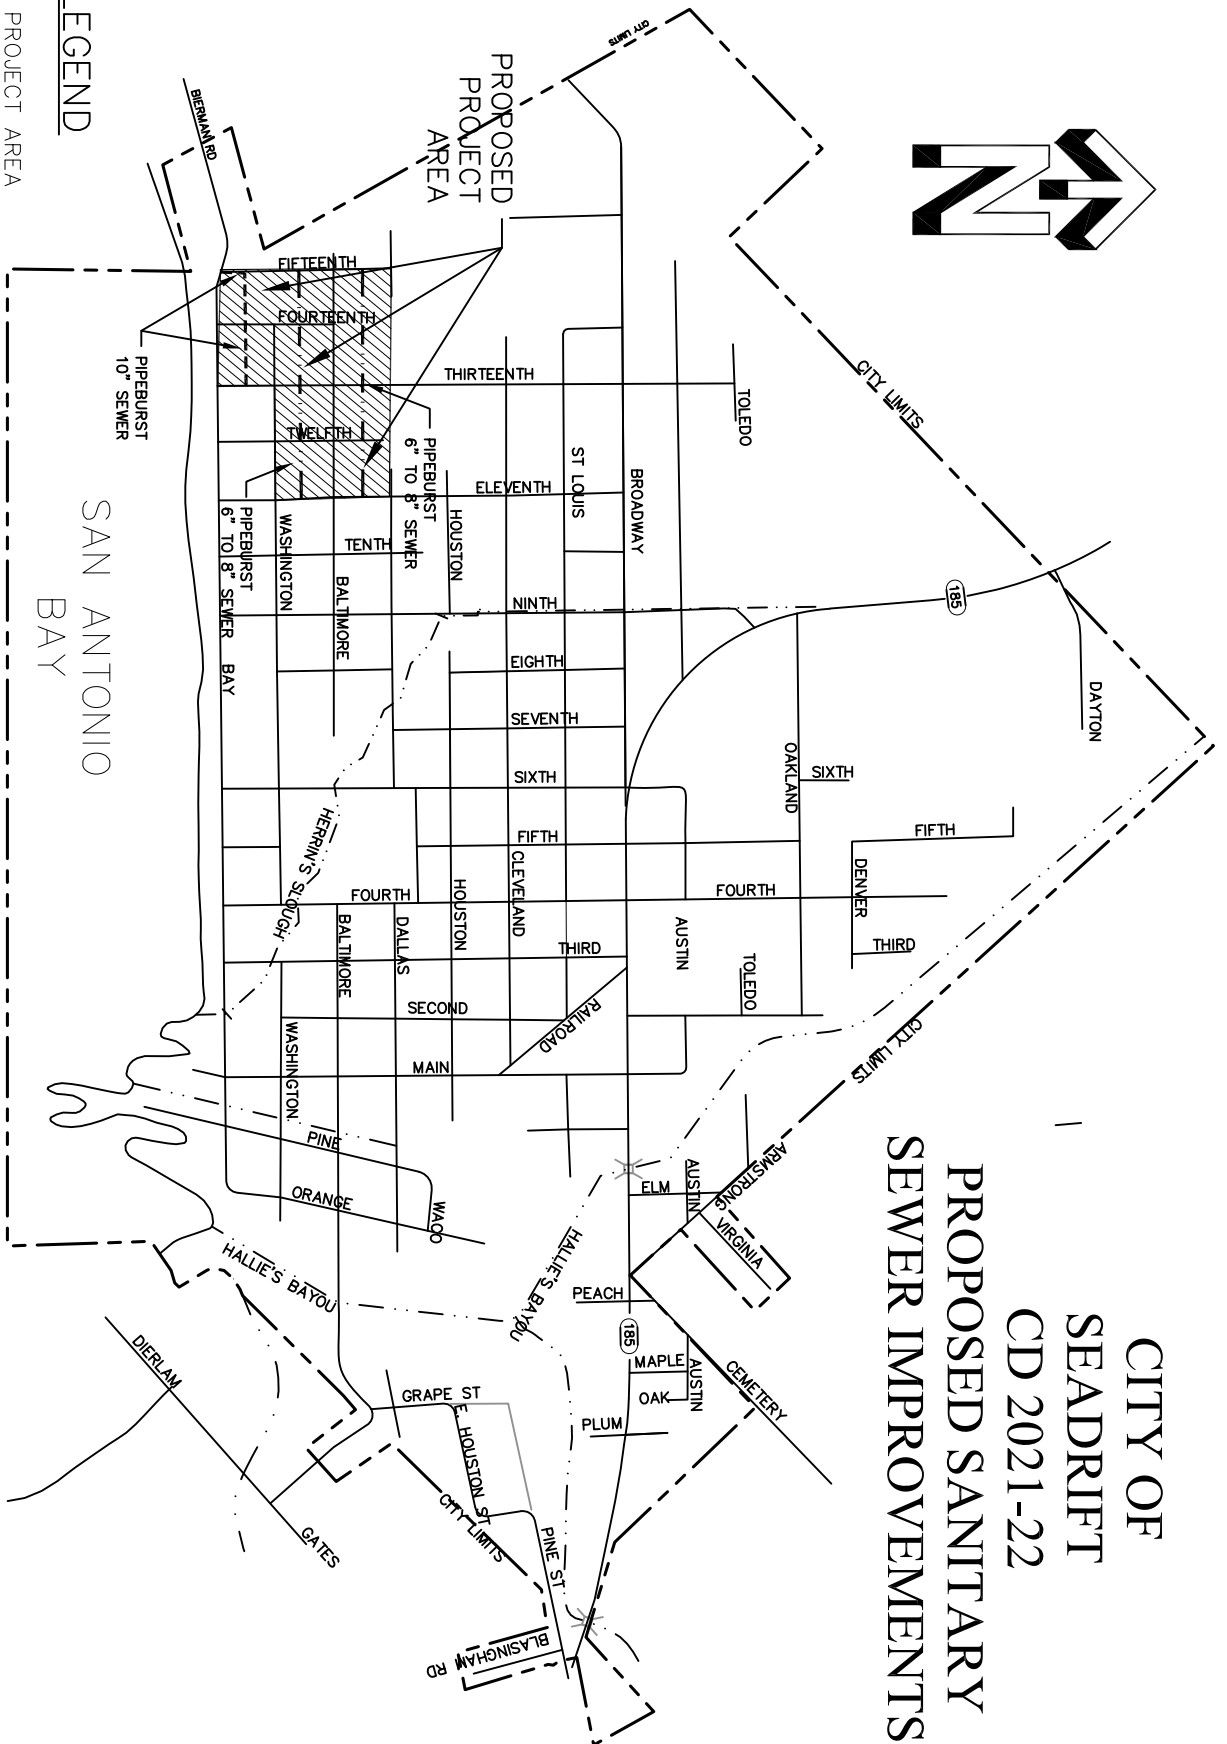 CITY OF
SEADRIFT
CD 2021-22
PROPOSED SANITARY
SEWER IMPROVEMENTS
N
CITY LIMITS
CITY LIMITS
CITY LIMITS
CITY LIMITS
PROPOSED
PROJECT
AREA
BIERMAN RD
FIFTEENTH
FOURTEENTH
THIRTEENTH
TWELFTH
ELEVENTH
TENTH
NINTH
EIGHTH
SEVENTH
SIXTH
SIXTH
FIFTH
FIFTH
FOURTH
FOURTH
THIRD
THIRD
SECOND
MAIN
RAILROAD
PIPEBURST
10" SEWER
PIPEBURST
6" TO 8" SEWER
PIPEBURST
6" TO 8" SEWER
TOLEDO
TOLEDO
BROADWAY
ST LOUIS
HOUSTON
HOUSTON
WASHINGTON
WASHINGTON
BALTIMORE
BALTIMORE
BAY
DALLAS
CLEVELAND
AUSTIN
AUSTIN
AUSTIN
OAKLAND
DENVER
DAYTON
185
185
HERRIN'S SLOUGH
SAN ANTONIO
BAY
PINE
ORANGE
WACO
HALLIE'S BAYOU
HALLIE'S BAYOU
ELM
ARMSTRONG
VIRGINIA
PEACH
MAPLE
OAK
PLUM
CEMETERY
GRAPE ST
E. HOUSTON ST
PINE ST
BLASINGHAM RD
DIERLAM
GATES
LEGEND
PROJECT AREA